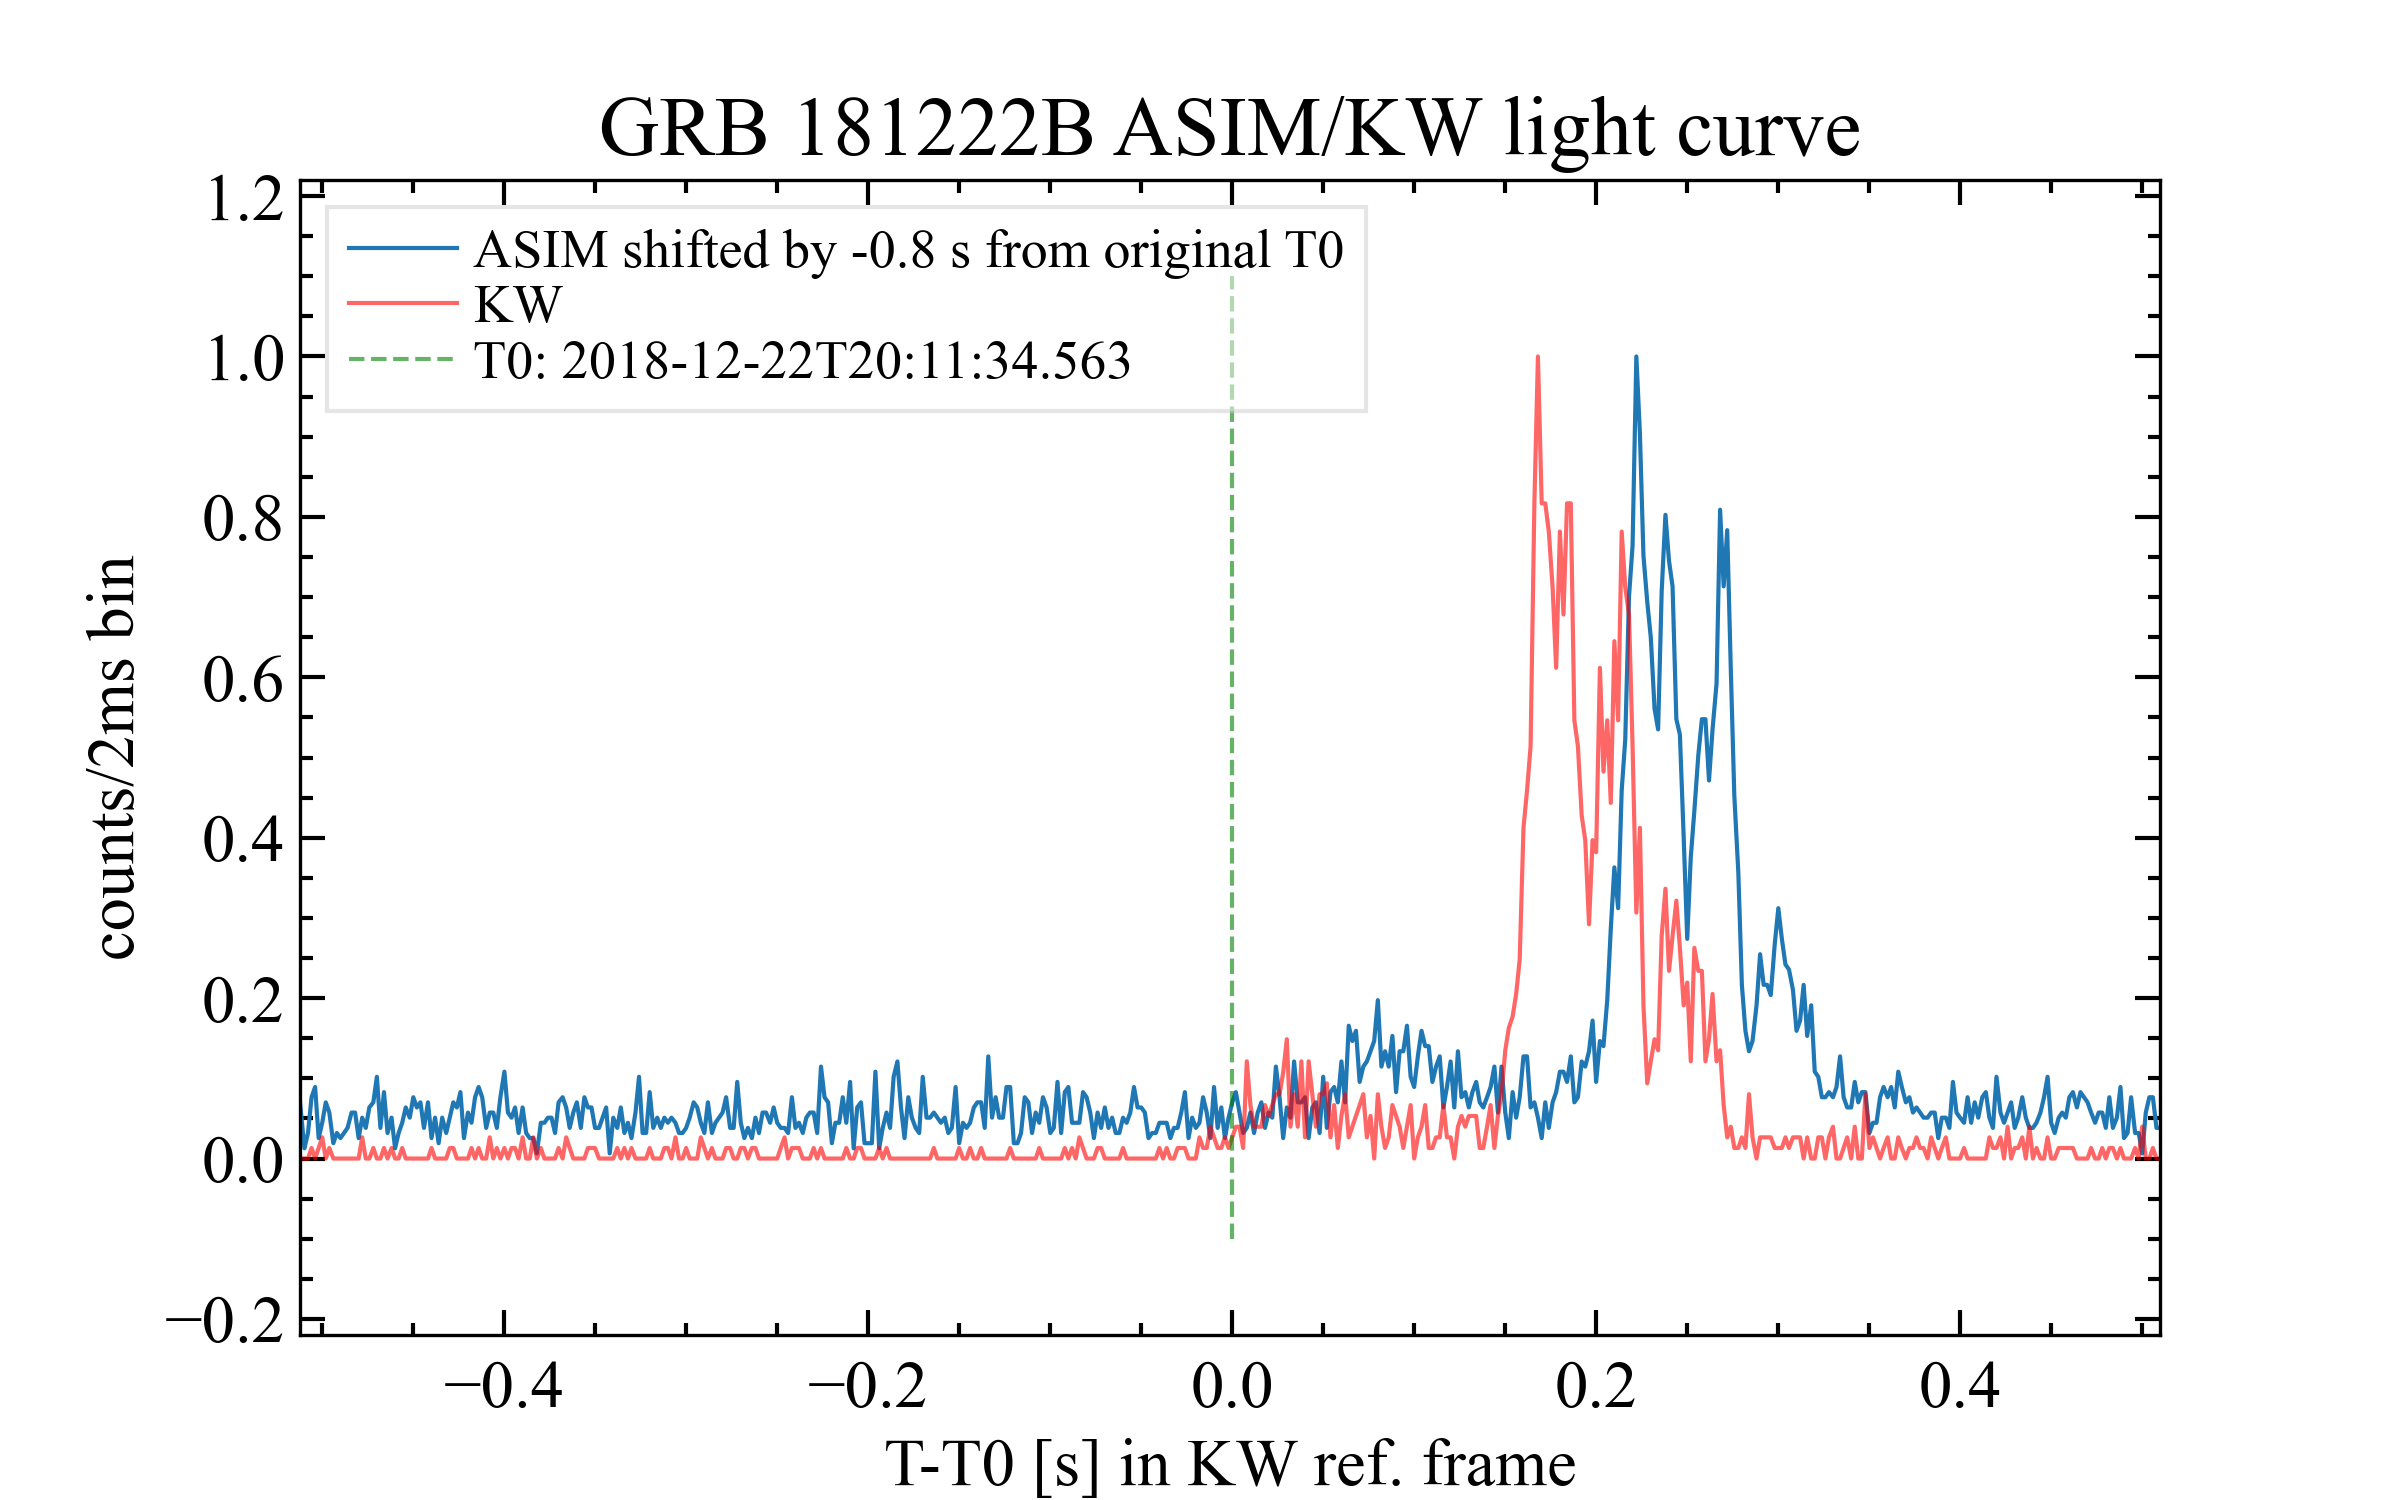 GRB 181222B ASIM/KW light curve
ASIM shifted by -0.8 s from original T0
KW
T0: 2018-12-22T20:11:34.563
counts/2ms bin
1.2
1.0
0.8
0.6
0.4
0.2
0.0
−0.2
−0.4 −0.2 0.0 0.2 0.4
T-T0 [s] in KW ref. frame